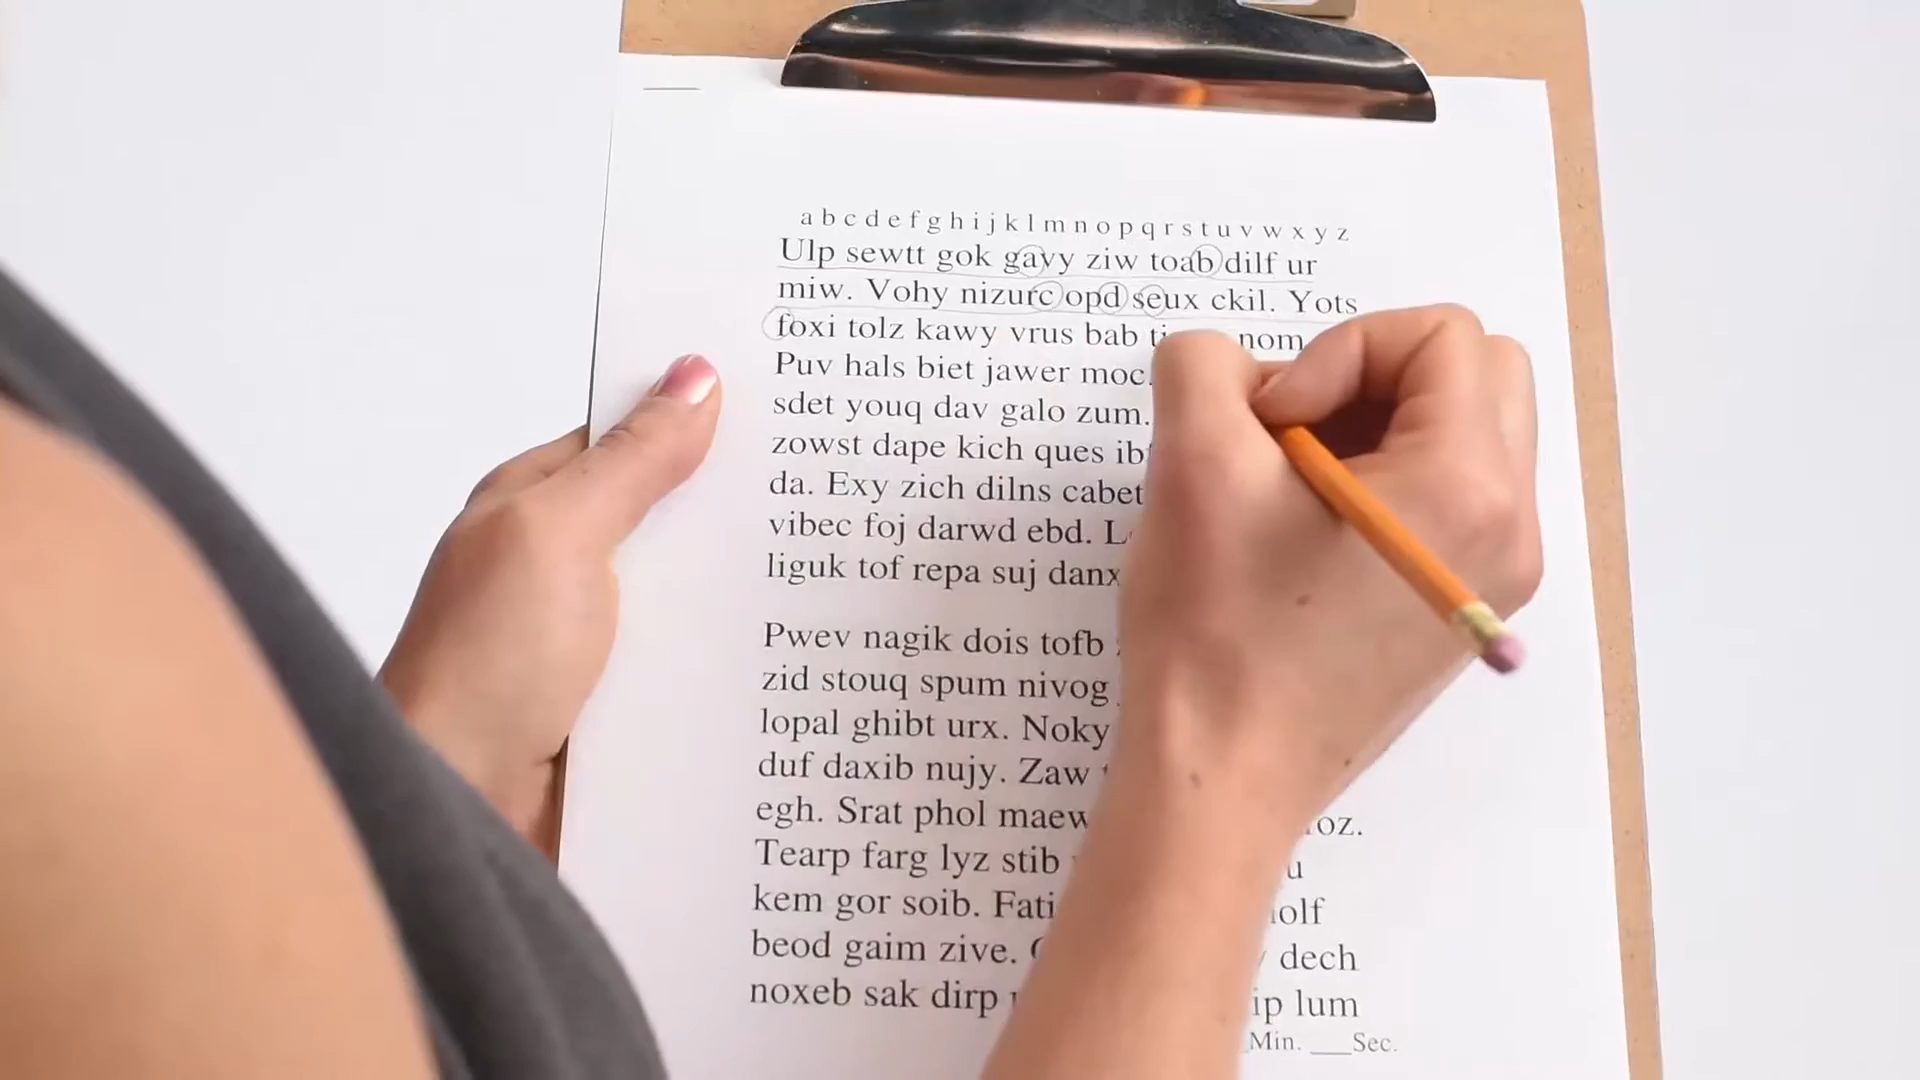 a b c d e f g h i j k l m n o p q r s t u v w x y z
Ulp sewtt gok gavy ziw toab dilf ur
miw. Vohy nizurc opd seux ckil. Yots
foxi tolz kawy vrus bab nom
Puv hals biet jawer moc.
sdet youq dav galo zum.
zowst dape kich ques
da. Exy zich dilns cabet
vibec foj darwd ebd.
liguk tof repa suj danx
Pwev nagik dois tofb
zid stouq spum nivog
lopal ghibt urx. Noky
duf daxib nujy. Zaw
egh. Srat phol maew
Tearp farg lyz stib
kem gor soib.
beod gaim zive. dech
noxeb sak dirp lum
Min. ___Sec.